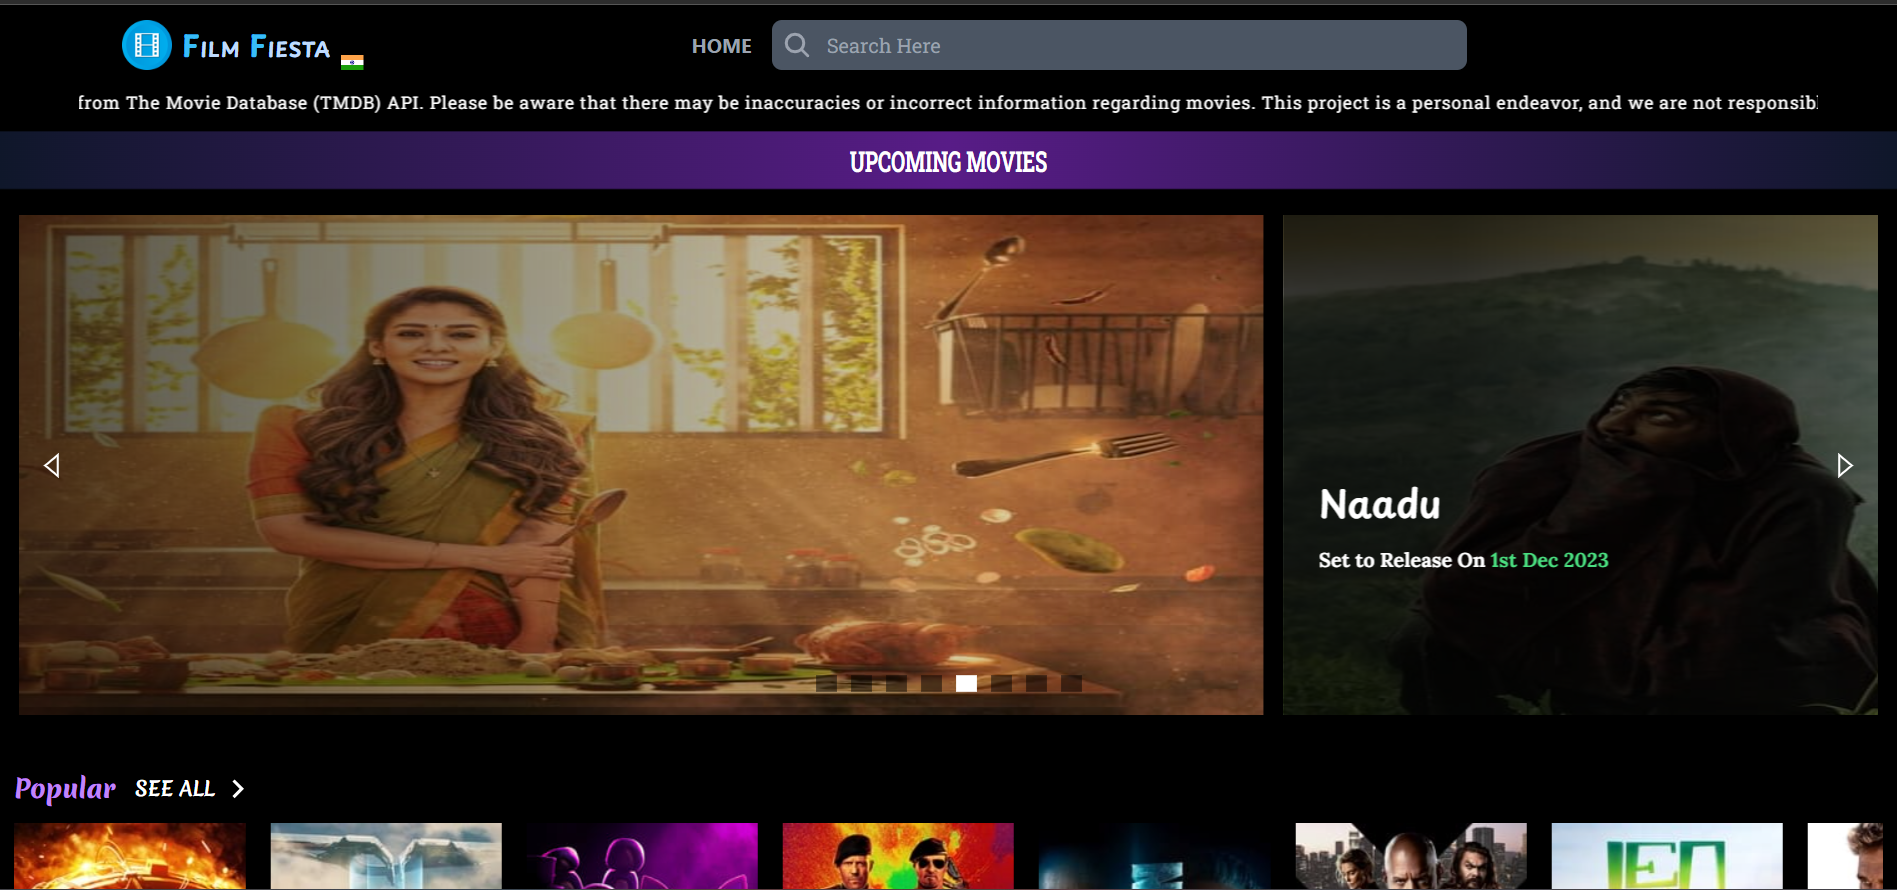 FILM FIESTA
HOME
Search Here
from The Movie Database (TMDB) API. Please be aware that there may be inaccuracies or incorrect information regarding movies. This project is a personal endeavor, and we are not
UPCOMING MOVIES
Naadu
Set to Release On 1st Dec 2023
Popular SEE ALL